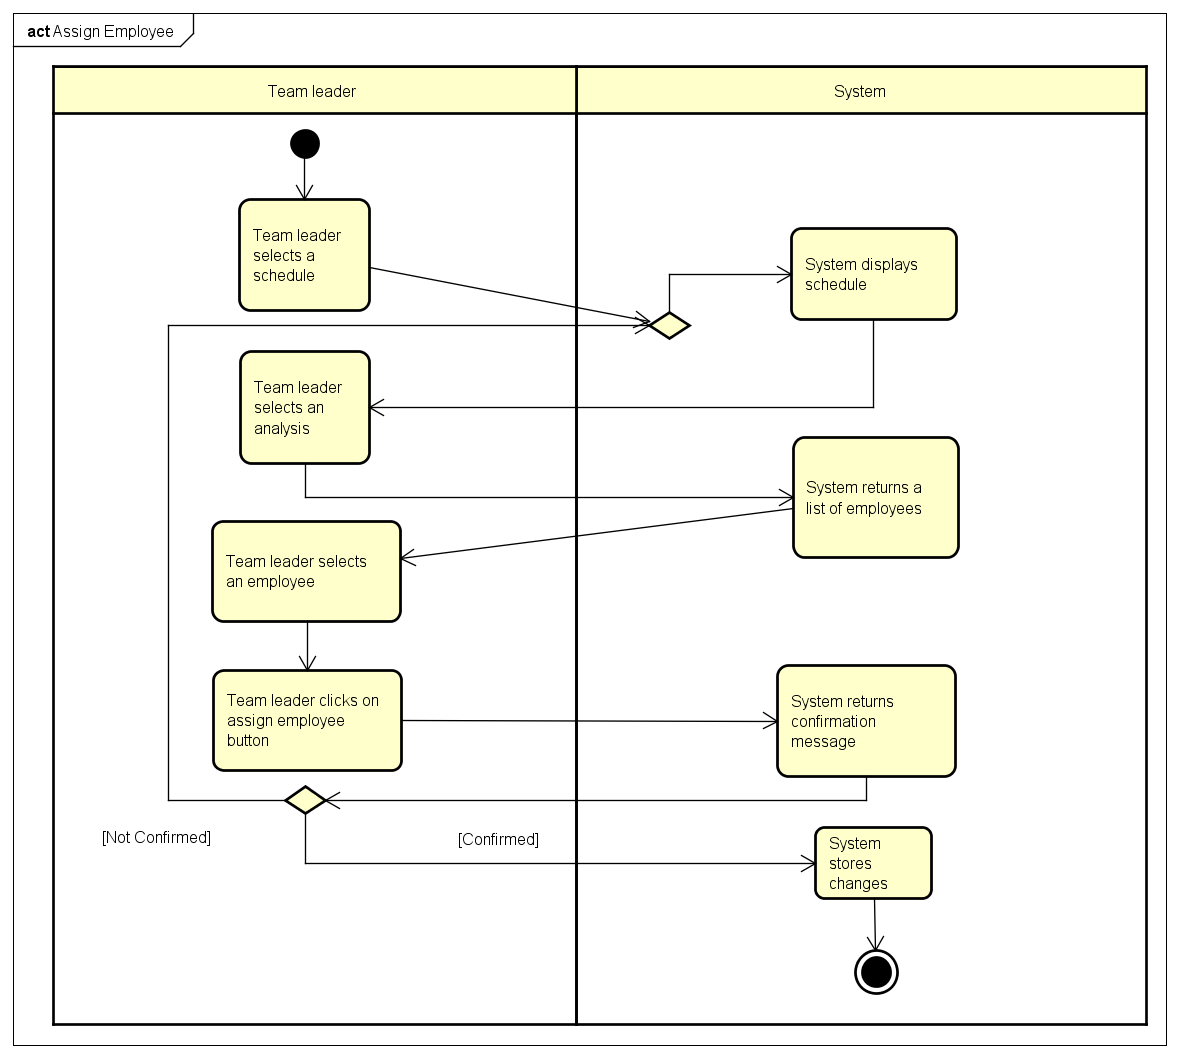 act Assign Employee
Team leader
System
Team leader
selects a
schedule
System displays
schedule
Team leader
selects an
analysis
System returns a
list of employees
Team leader selects
an employee
Team leader clicks on
assign employee
button
System returns
confirmation
message
[Not Confirmed]
[Confirmed]
System
stores
changes